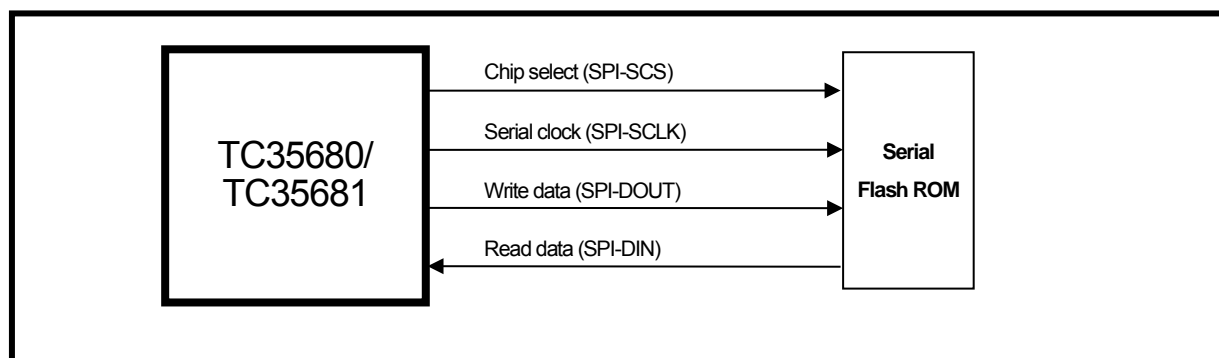 TC35680/
TC35681
Chip select (SPI-SCS)
Serial clock (SPI-SCLK)
Write data (SPI-DOUT)
Read data (SPI-DIN)
Serial
Flash ROM